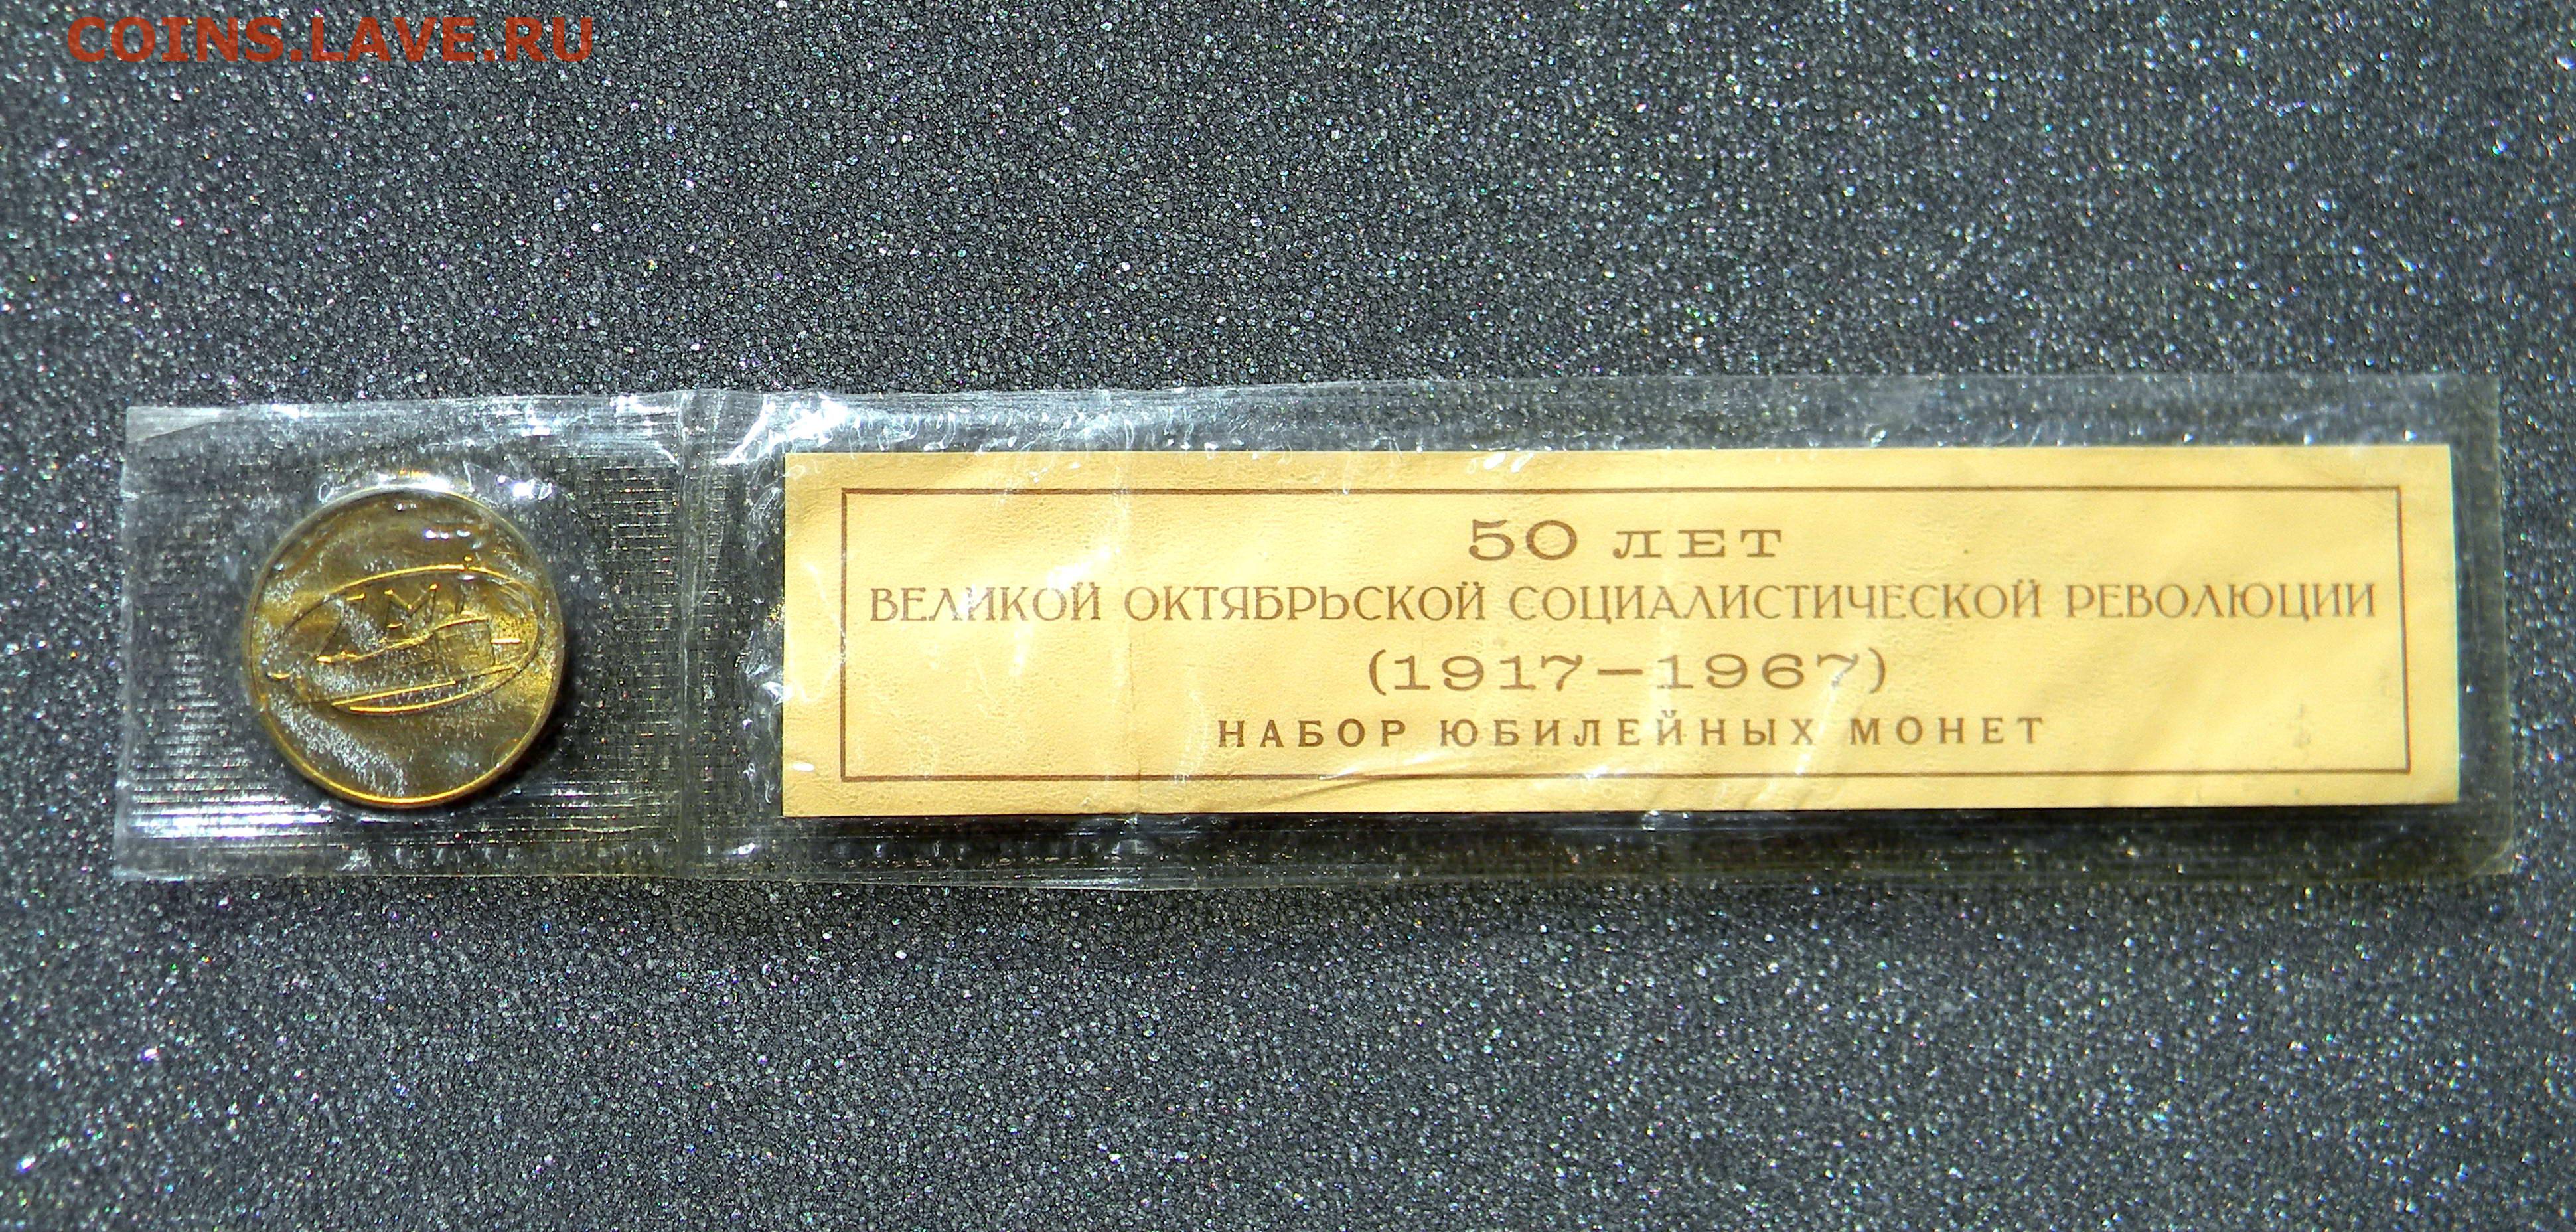 COINS.LAVE.RU
50 ЛЕТ
ВЕЛИКОЙ ОКТЯБРЬСКОЙ СОЦИАЛИСТИЧЕСКОЙ РЕВОЛЮЦИИ
(1917–1967)
НАБОР ЮБИЛЕЙНЫХ МОНЕТ